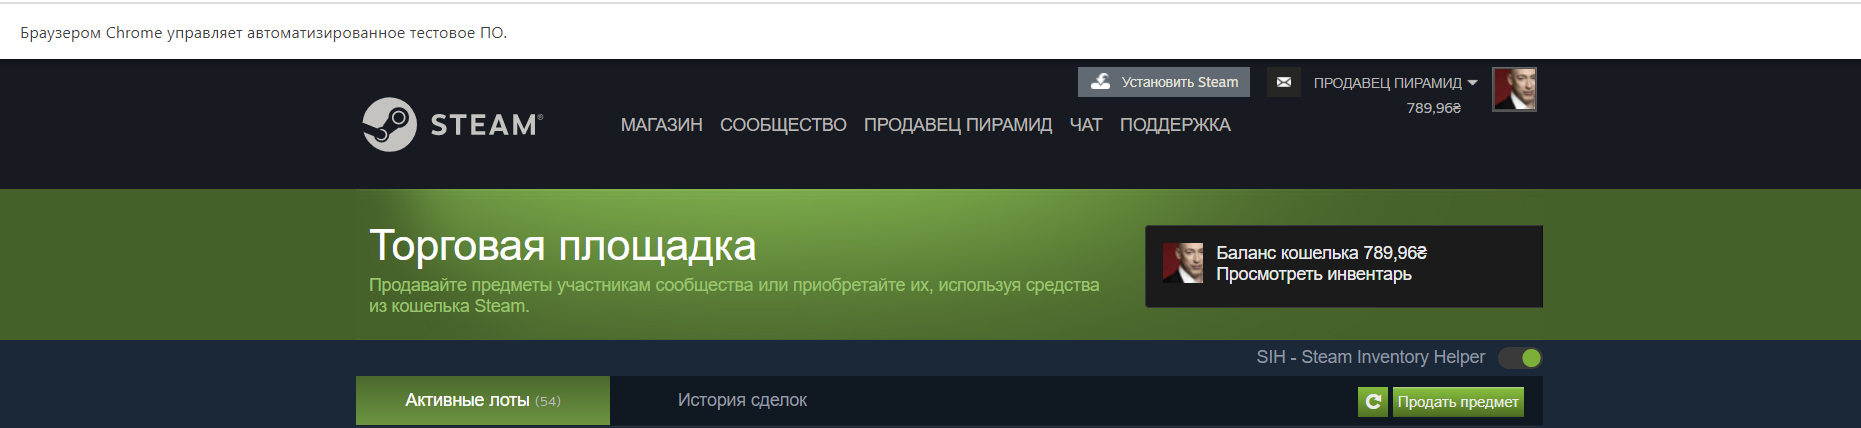 Браузером Chrome управляет автоматизированное тестовое ПО.
Установить Steam
ПРОДАВЕЦ ПИРАМИД
789,96₴
STEAM®
МАГАЗИН СООБЩЕСТВО ПРОДАВЕЦ ПИРАМИД ЧАТ ПОДДЕРЖКА
Торговая площадка
Продавайте предметы участникам сообщества или приобретайте их, используя средства
из кошелька Steam.
Баланс кошелька 789,96₴
Просмотреть инвентарь
SIH - Steam Inventory Helper
Активные лоты (54)
История сделок
Продать предмет